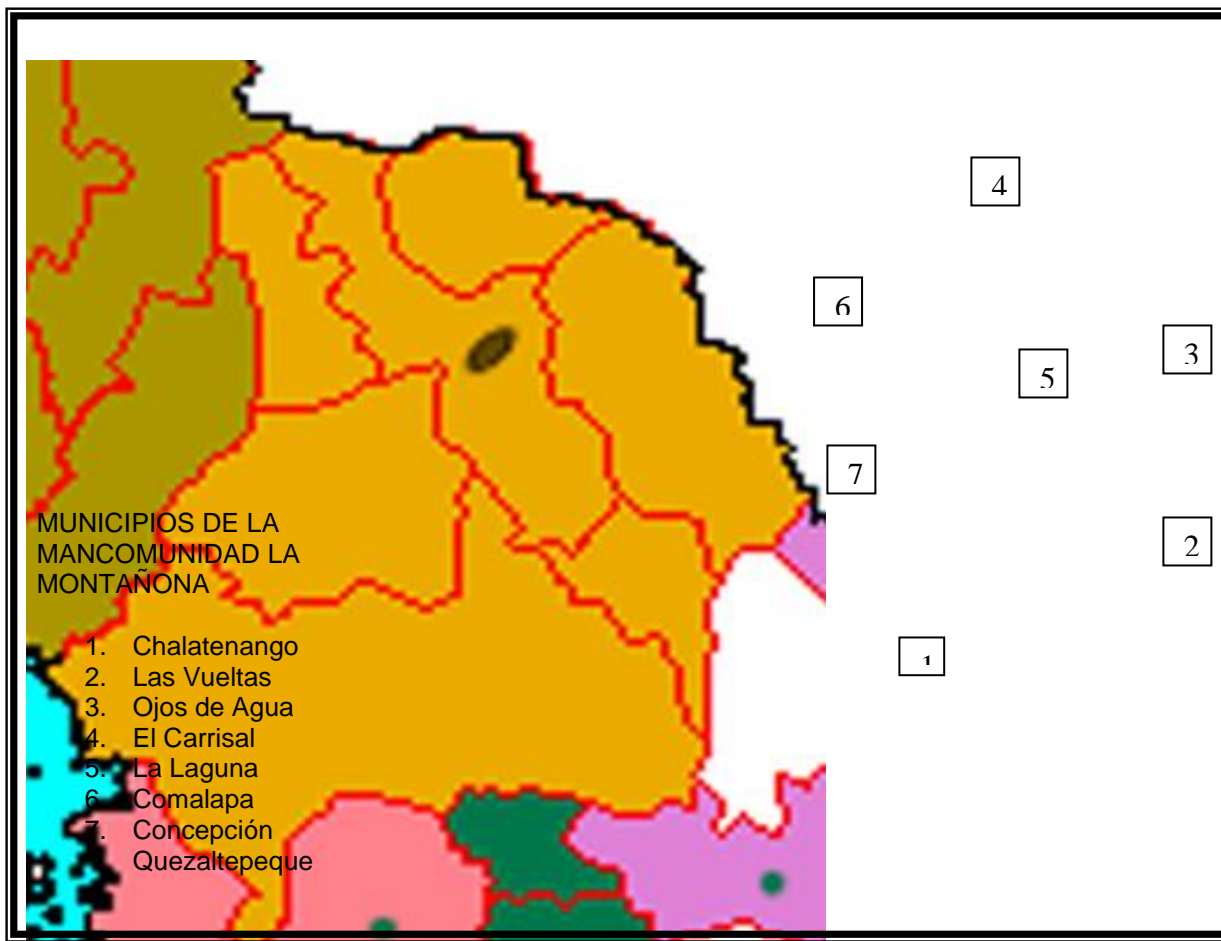 4
6
3
5
7
2
MUNICIPIOS DE LA
MANCOMUNIDAD LA
MONTAÑONA
1
1. Chalatenango
2. Las Vueltas
3. Ojos de Agua
4. El Carrisal
5. La Laguna
6. Comalapa
7. Concepción
Quezaltepeque